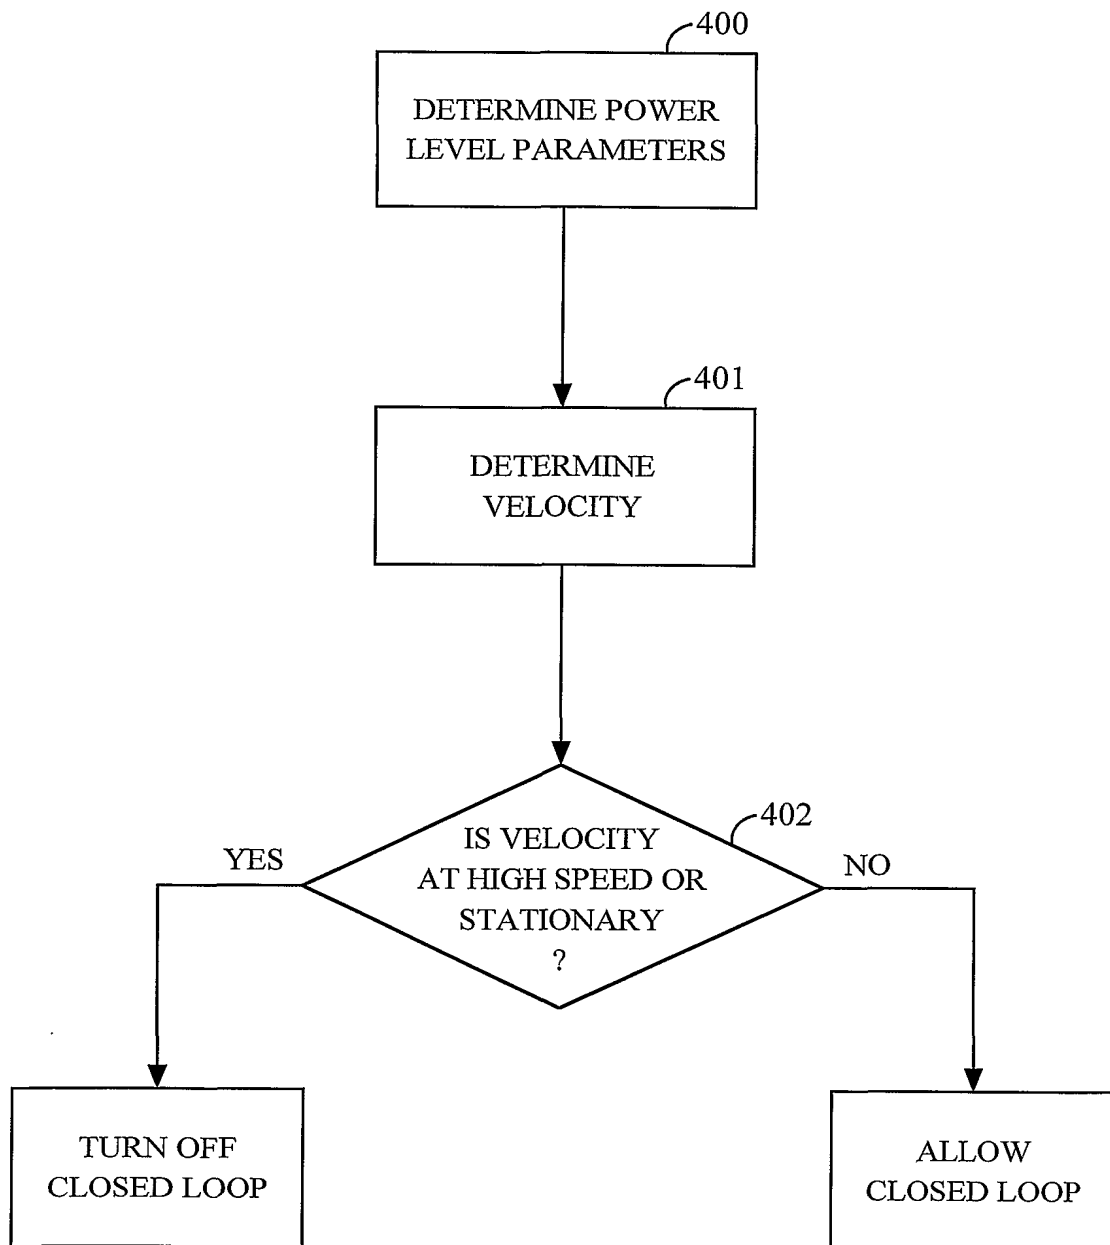 400
DETERMINE POWER
LEVEL PARAMETERS
401
DETERMINE
VELOCITY
402
IS VELOCITY
AT HIGH SPEED OR
STATIONARY
?
YES
NO
TURN OFF
CLOSED LOOP
ALLOW
CLOSED LOOP